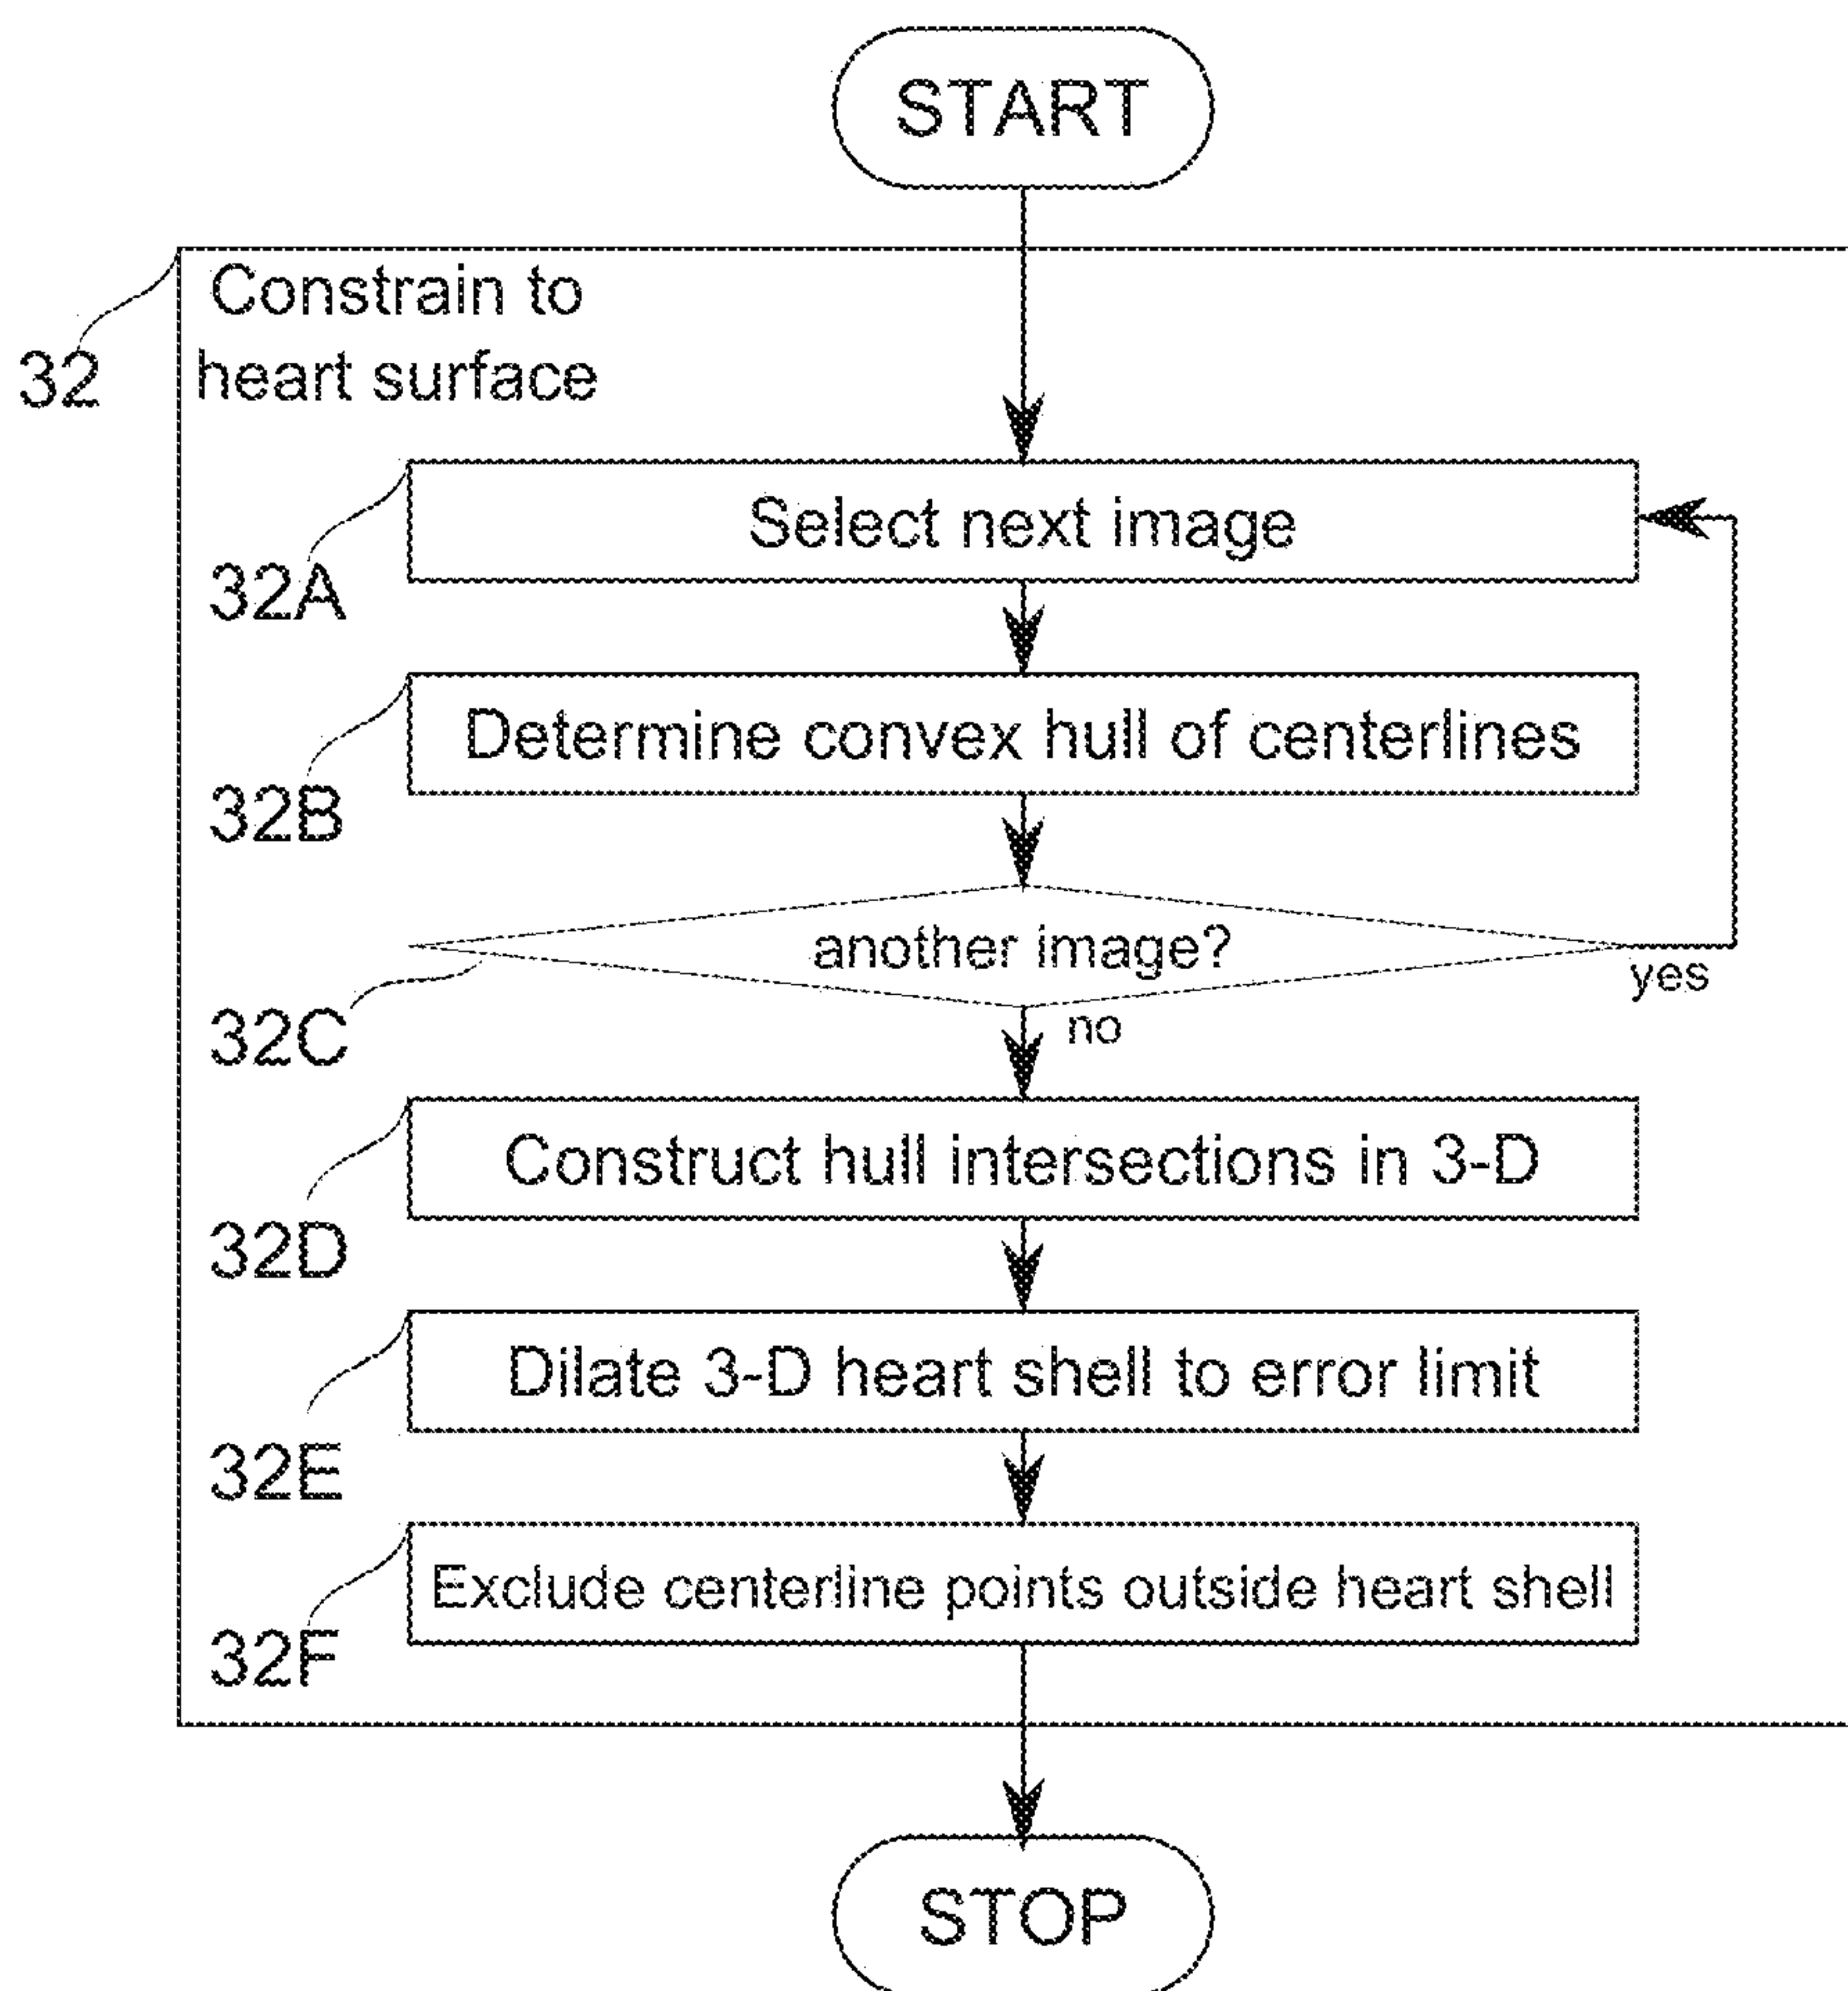 START
Constrain to
heart surface
32
Select next image
32A
Determine convex hull of centerlines
32B
another image?
yes
32C
no
Construct hull intersections in 3-D
32D
Dilate 3-D heart shell to error limit
32E
Exclude centerline points outside heart shell
32F
STOP